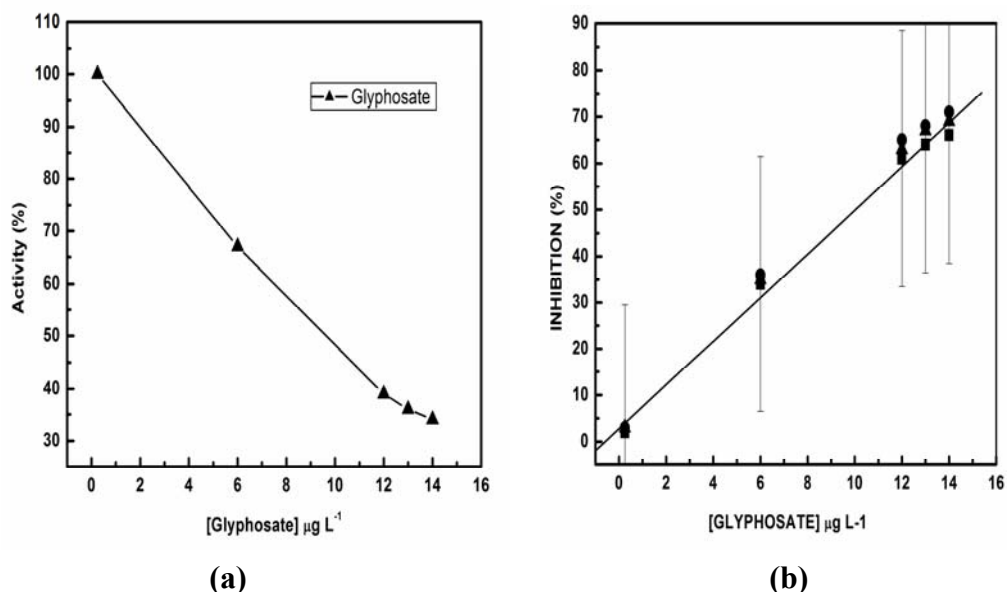 110
100
90
80
70
60
50
40
30
Activity (%)
Glyphosate
0 2 4 6 8 10 12 14 16
[Glyphosate] μg L-1
(a)
90
80
70
60
50
40
30
20
10
0
INHIBITION (%)
0 2 4 6 8 10 12 14 16
[GLYPHOSATE] μg L-1
(b)